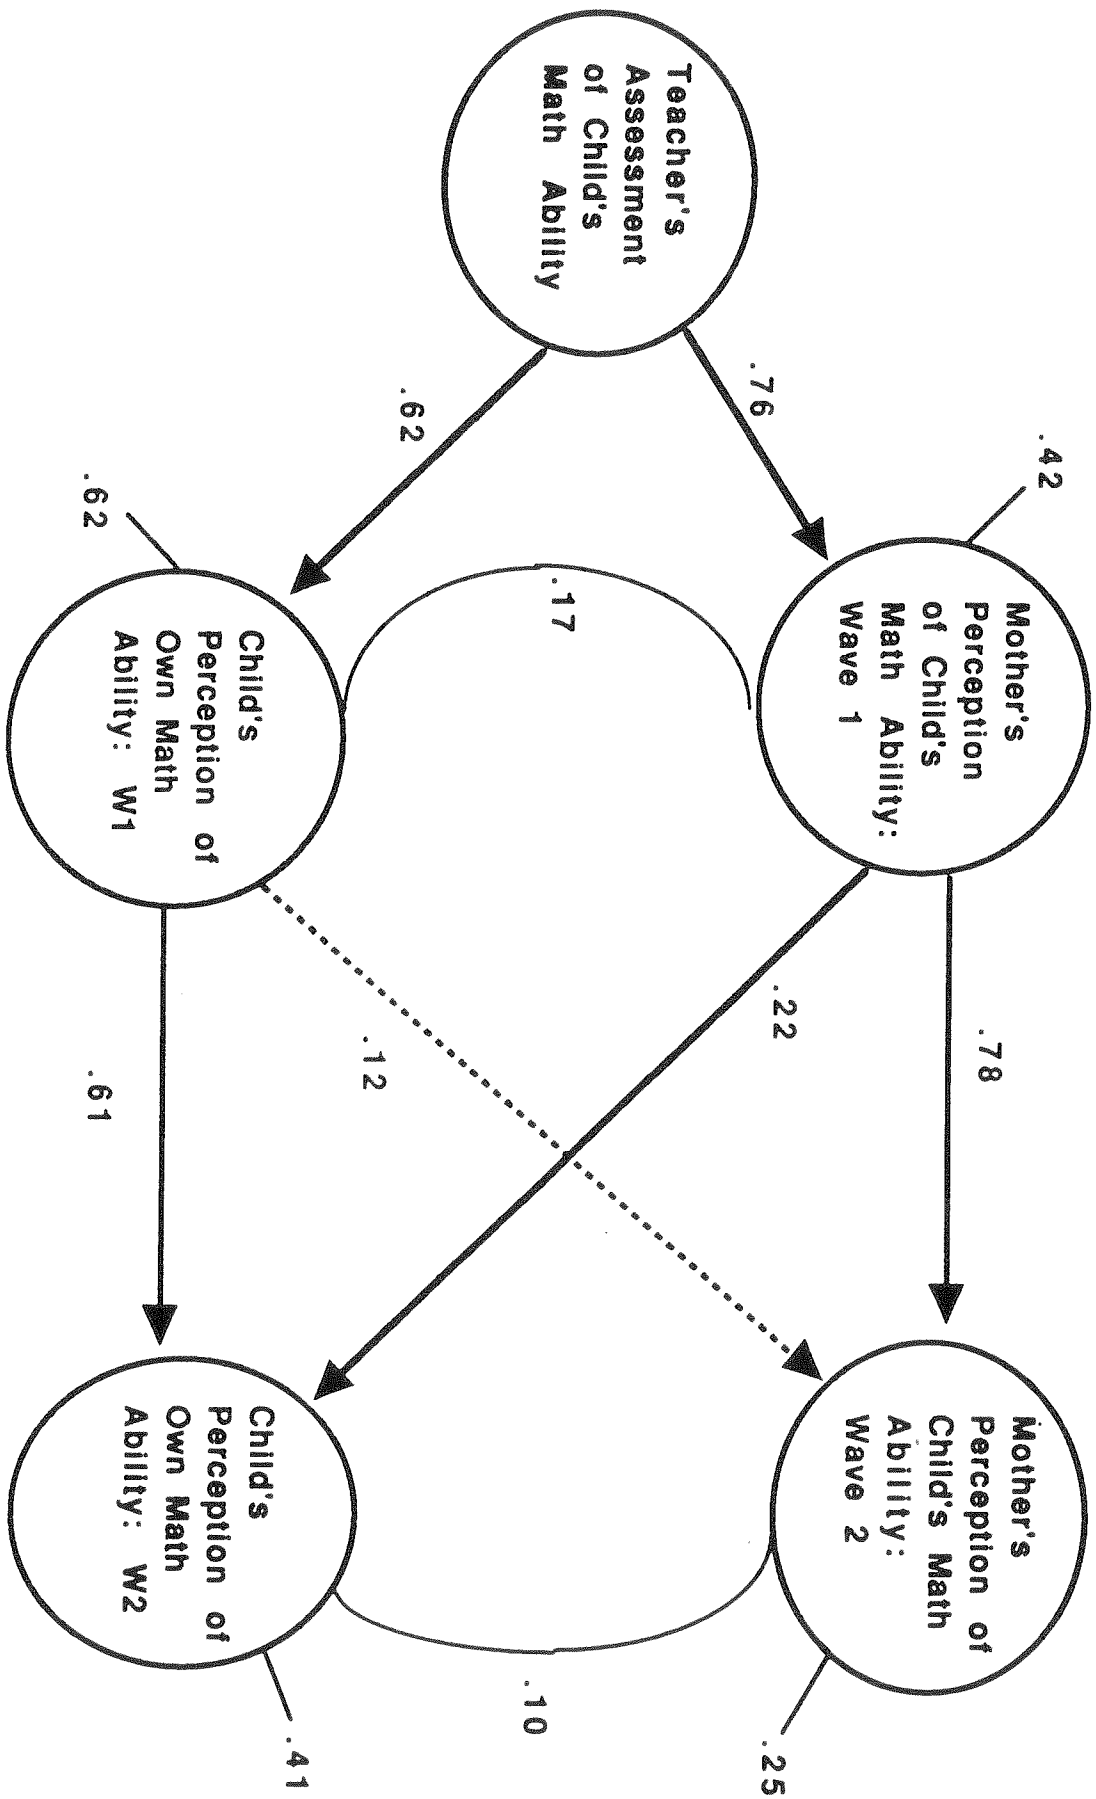 Teacher's
Assessment
of Child's
Math Ability
.76
.62
.42
Mother's
Perception
of Child's
Math Ability:
Wave 1
.17
.62
Child's
Perception of
Own Math
Ability: W1
.78
.22
.12
.61
Mother's
Perception of
Child's Math
Ability:
Wave 2
.25
.10
Child's
Perception of
Own Math
Ability: W2
.41